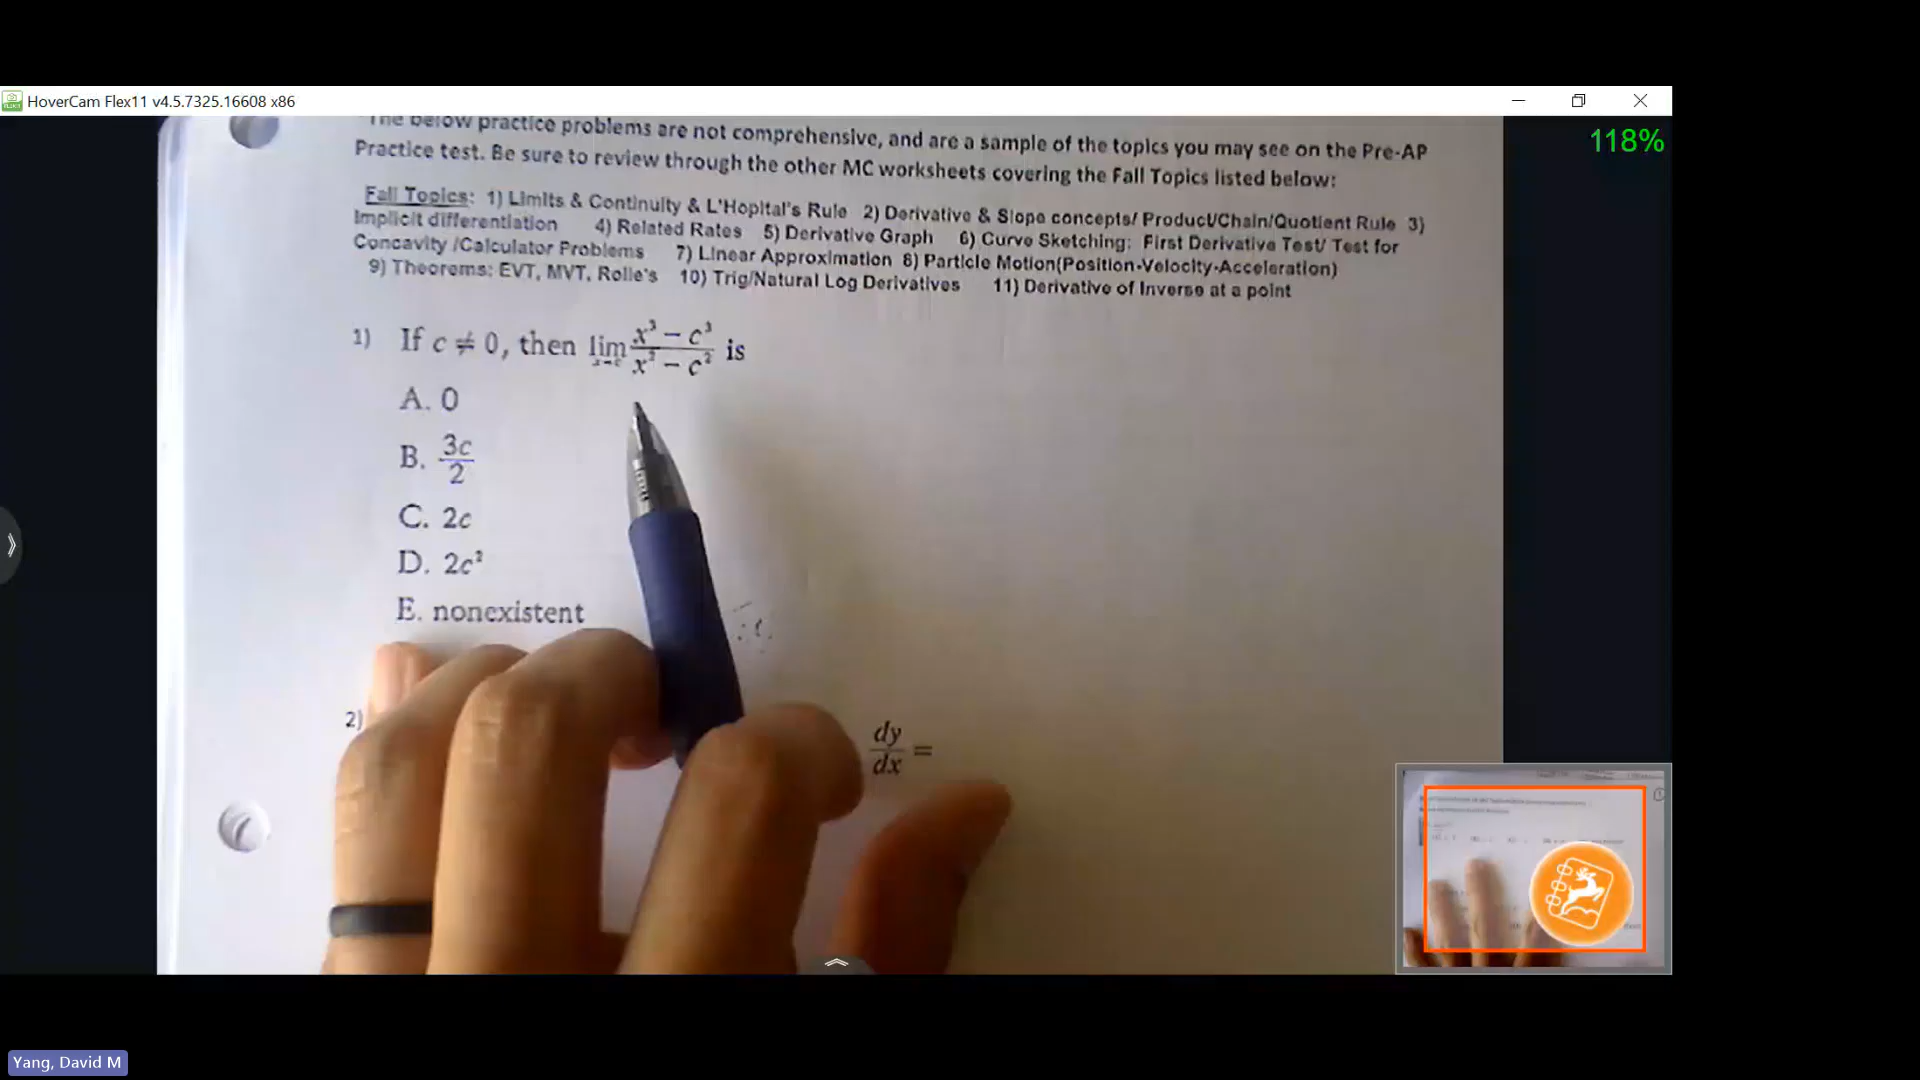 HoverCam Flex11 v4.5.7325.16608 x86
118%
The below practice problems are not comprehensive, and are a sample of the topics you may see on the Pre-AP
Practice test. Be sure to review through the other MC worksheets covering the Fall Topics listed below:
Fall Topics: 1) Limits & Continuity & L'Hopital's Rule 2) Derivative & Slope concepts/ Product/Chain/Quotient Rule 3)
Implicit differentiation 4) Related Rates 5) Derivative Graph 6) Curve Sketching: First Derivative Test/ Test for
Concavity /Calculator Problems 7) Linear Approximation 8) Particle Motion(Position-Velocity-Acceleration)
9) Theorems: EVT, MVT, Rolle's 10) Trig/Natural Log Derivatives 11) Derivative of Inverse at a point
1) If c ≠ 0, then lim x→c (x³ − c³)/(x² − c²) is
A. 0
B. 3c/2
C. 2c
D. 2c²
E. nonexistent
2) dy/dx =
Yang, David M